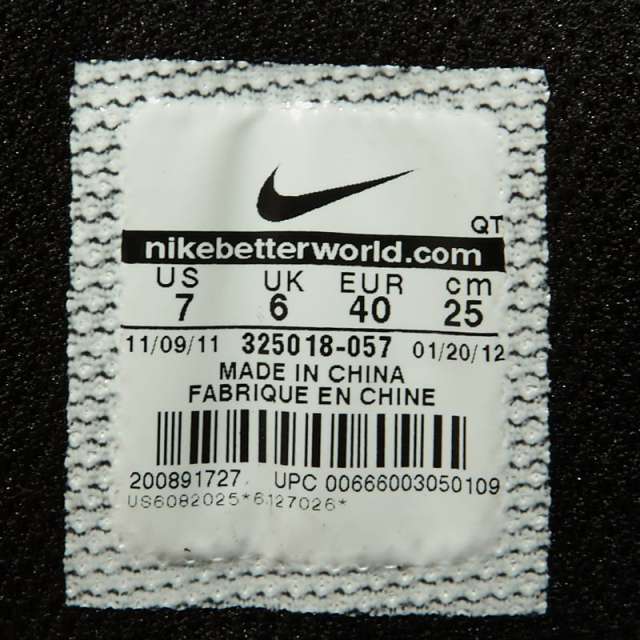 QT
nikebetterworld.com
US UK EUR cm
7 6 40 25
11/09/11 325018-057 01/20/12
MADE IN CHINA
FABRIQUE EN CHINE
200891727 UPC 00666003050109
US6082025*6127026*